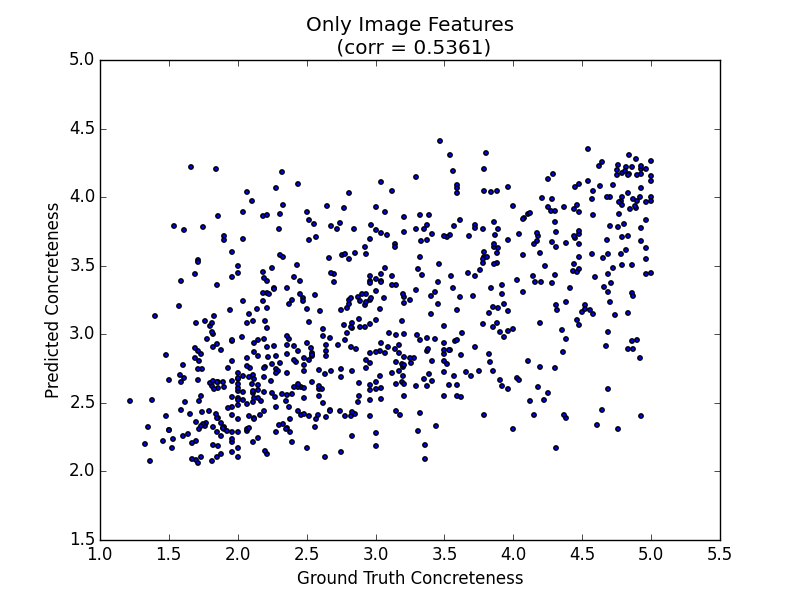 Only Image Features
(corr = 0.5361)
Predicted Concreteness
5.0
4.5
4.0
3.5
3.0
2.5
2.0
1.5
1.0 1.5 2.0 2.5 3.0 3.5 4.0 4.5 5.0 5.5
Ground Truth Concreteness